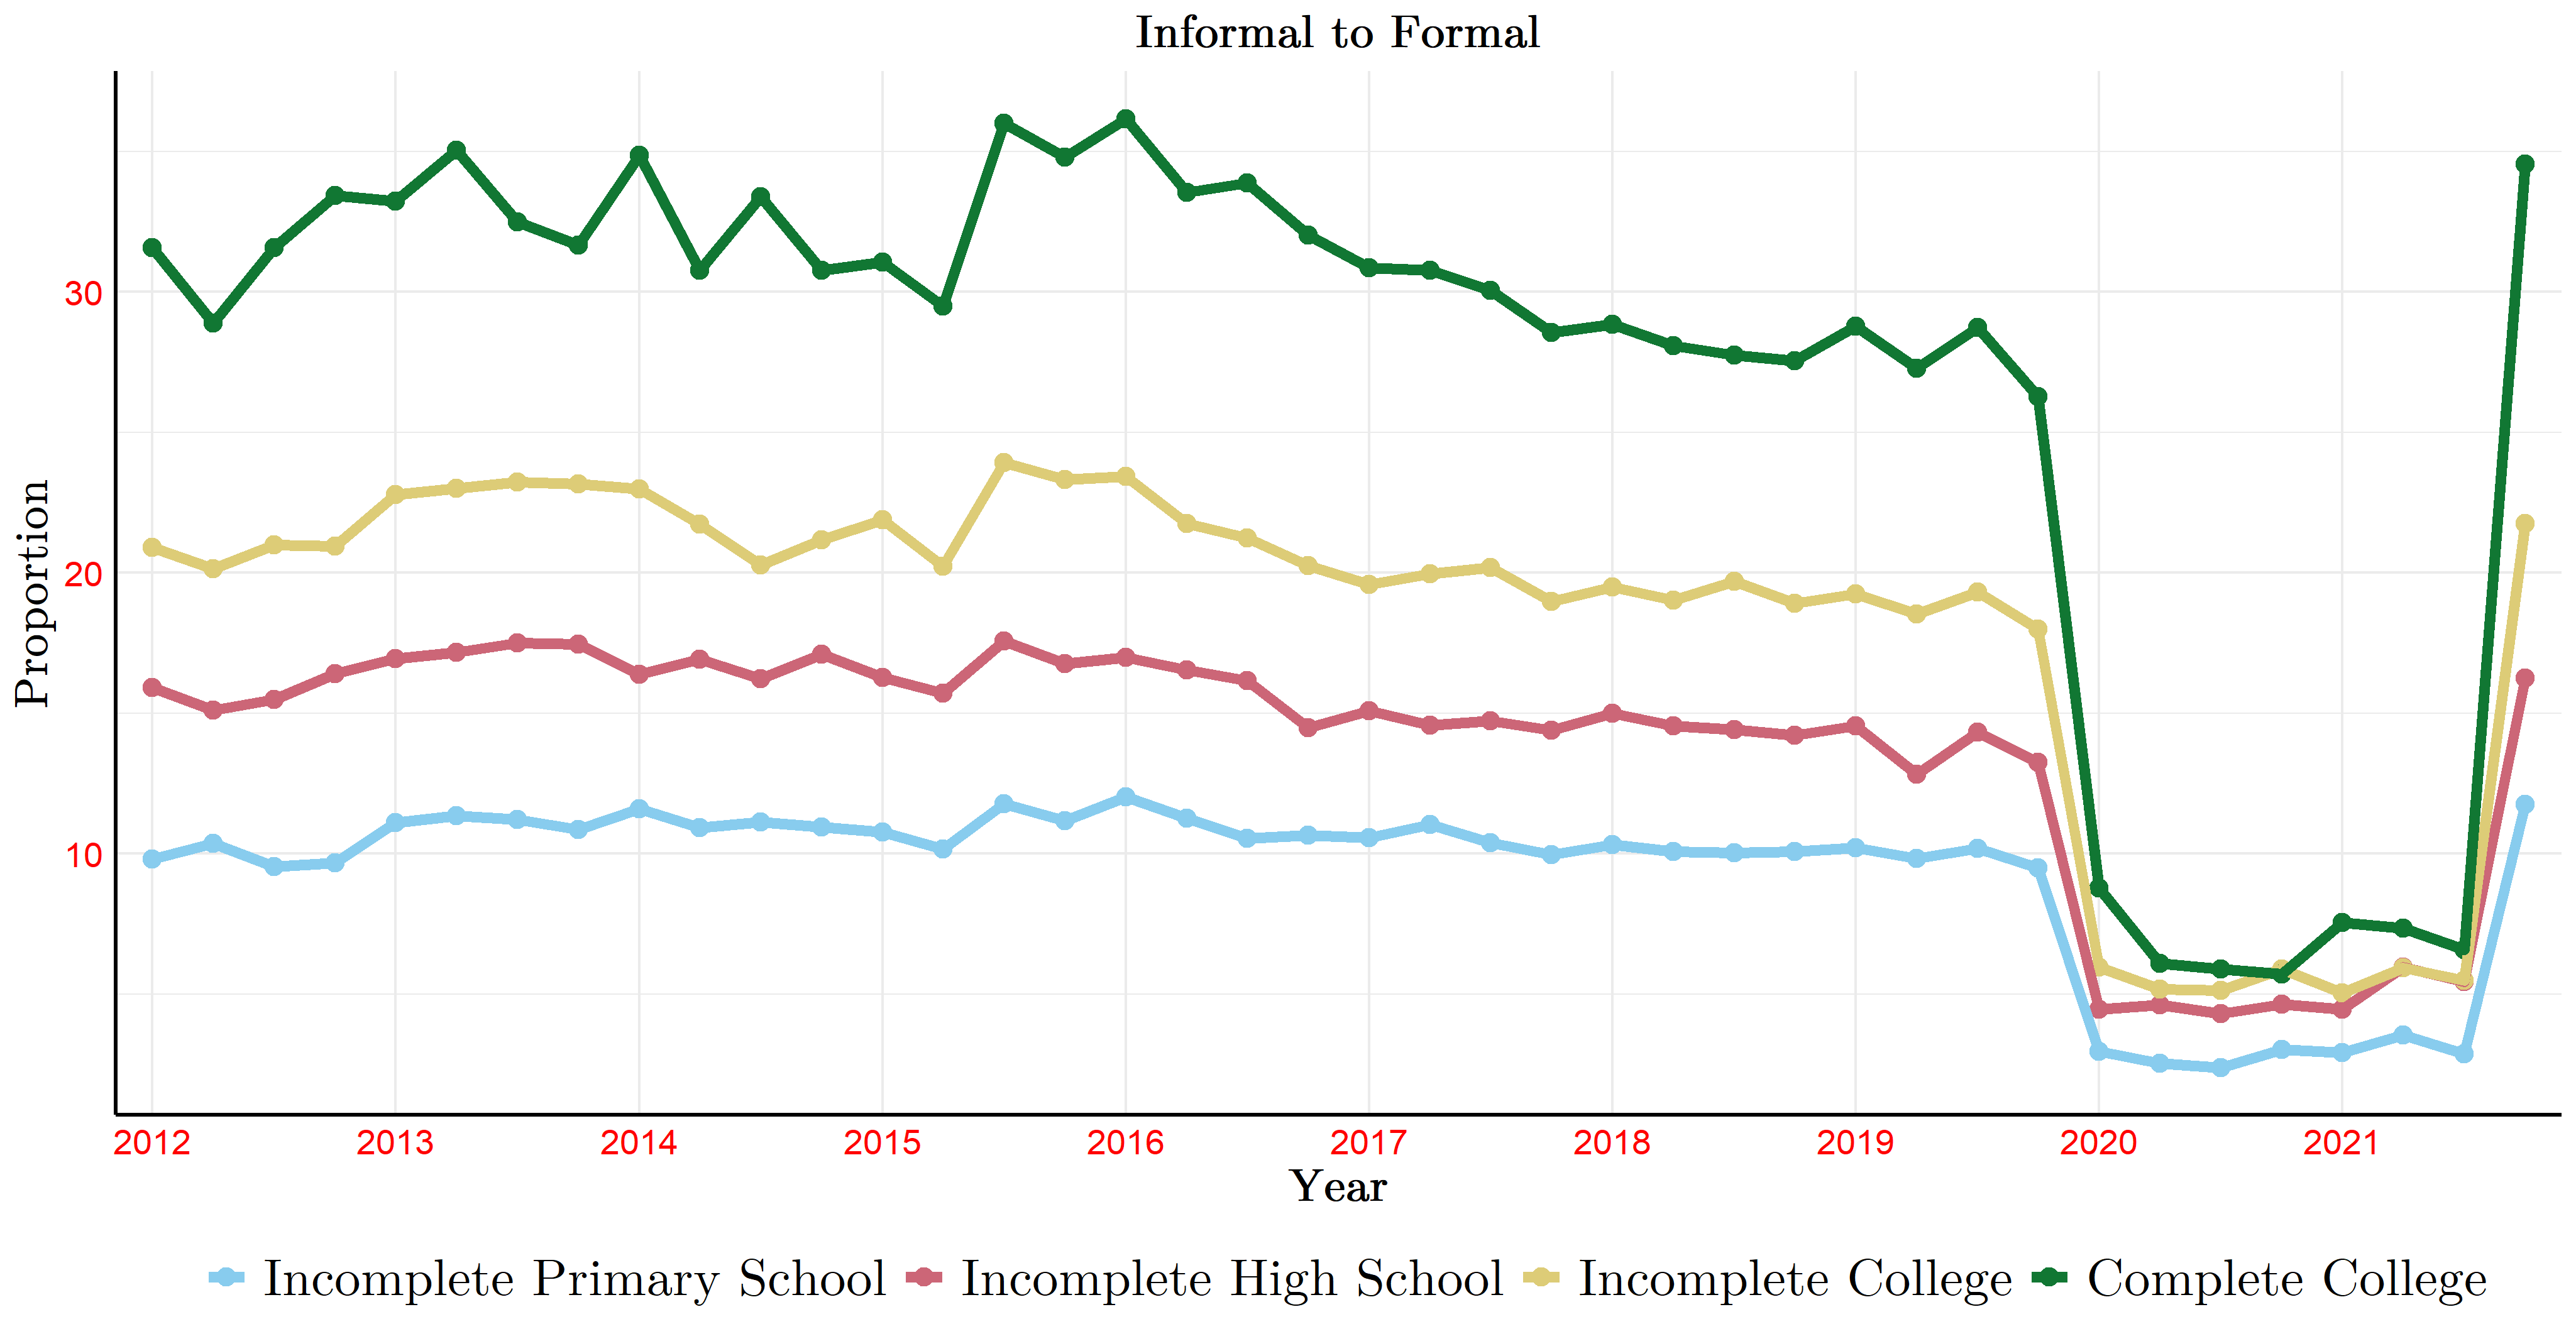 Informal to Formal
Proportion
30
20
10
2012 2013 2014 2015 2016 2017 2018 2019 2020 2021
Year
Incomplete Primary School Incomplete High School Incomplete College Complete College